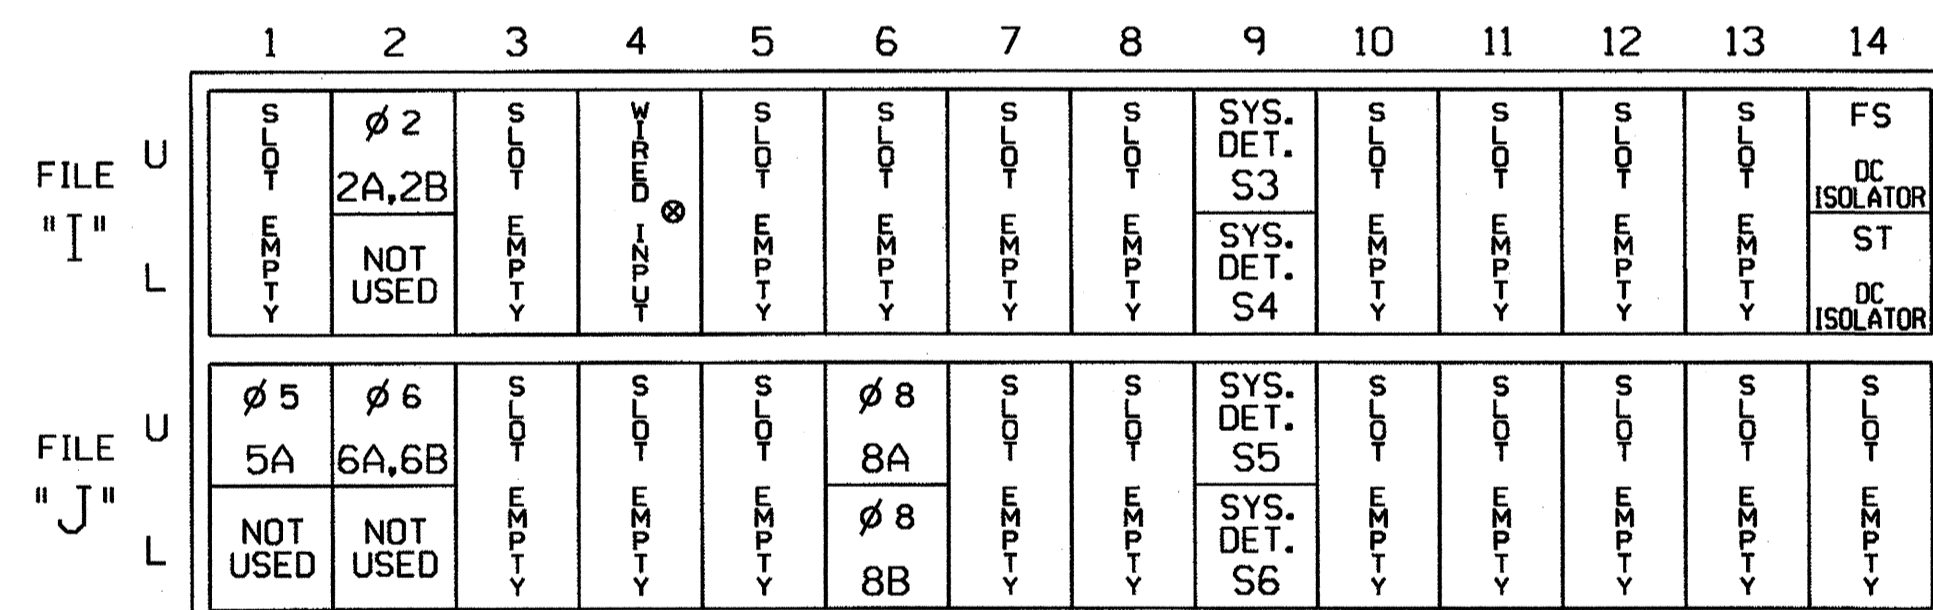 1 2 3 4 5 6 7 8 9 10 11 12 13 14
FILE "I"
U
L
SLOT EMPTY
Ø 2
2A,2B
NOT USED
SLOT EMPTY
WIRED INPUT
⊗
SLOT EMPTY
SLOT EMPTY
SLOT EMPTY
SLOT EMPTY
SYS. DET. S3
SYS. DET. S4
SLOT EMPTY
SLOT EMPTY
SLOT EMPTY
SLOT EMPTY
FS
DC ISOLATOR
ST
DC ISOLATOR
FILE "J"
U
L
Ø 5
5A
NOT USED
Ø 6
6A,6B
NOT USED
SLOT EMPTY
SLOT EMPTY
SLOT EMPTY
Ø 8
8A
Ø 8
8B
SLOT EMPTY
SLOT EMPTY
SYS. DET. S5
SYS. DET. S6
SLOT EMPTY
SLOT EMPTY
SLOT EMPTY
SLOT EMPTY
SLOT EMPTY